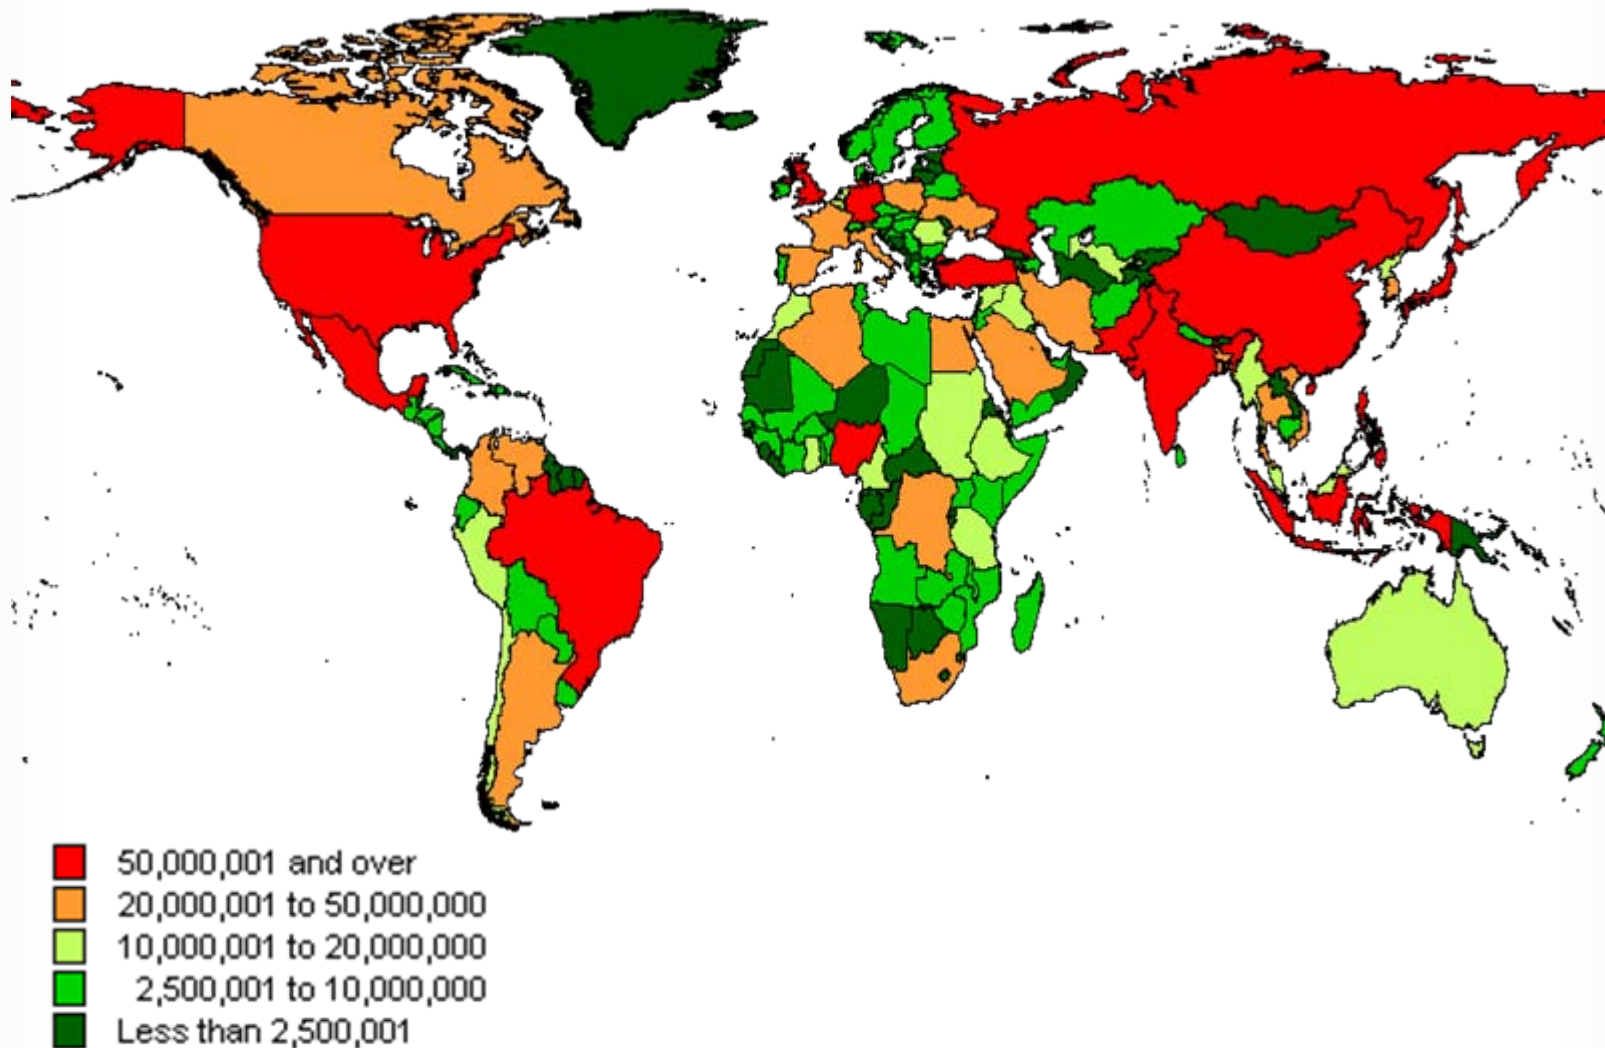 50,000,001 and over
20,000,001 to 50,000,000
10,000,001 to 20,000,000
2,500,001 to 10,000,000
Less than 2,500,001